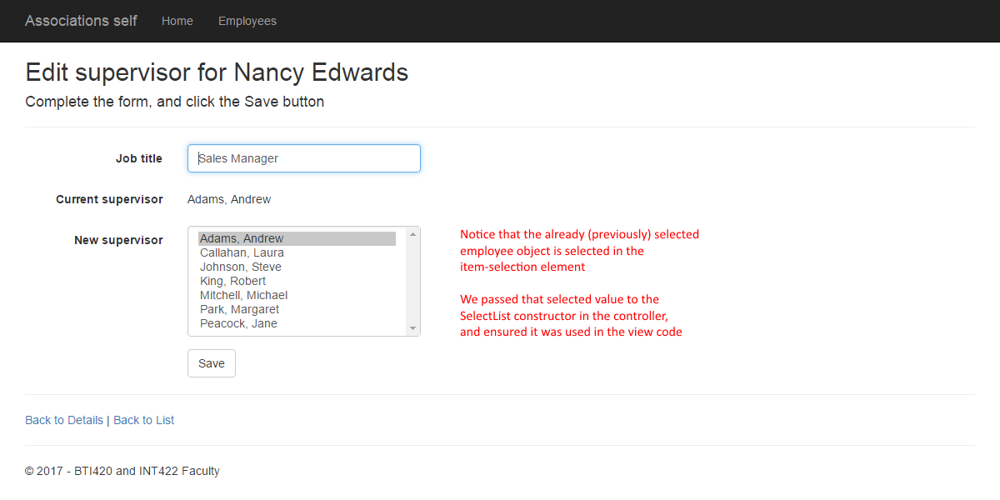 Associations self Home Employees
Edit supervisor for Nancy Edwards
Complete the form, and click the Save button
Job title Sales Manager
Current supervisor Adams, Andrew
New supervisor
Adams, Andrew
Callahan, Laura
Johnson, Steve
King, Robert
Mitchell, Michael
Park, Margaret
Peacock, Jane
Notice that the already (previously) selected
employee object is selected in the
item-selection element
We passed that selected value to the
SelectList constructor in the controller,
and ensured it was used in the view code
Save
Back to Details | Back to List
© 2017 - BTI420 and INT422 Faculty